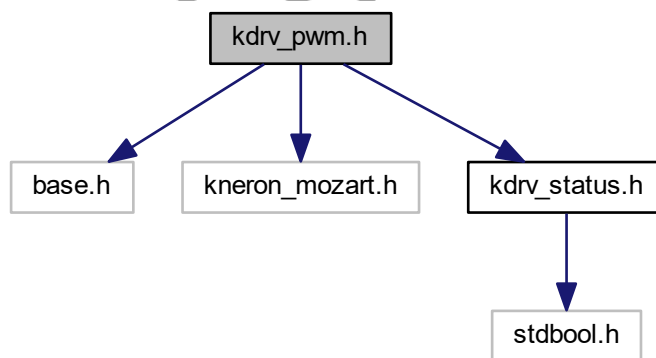 kdrv_pwm.h
base.h
kneron_mozart.h
kdrv_status.h
stdbool.h